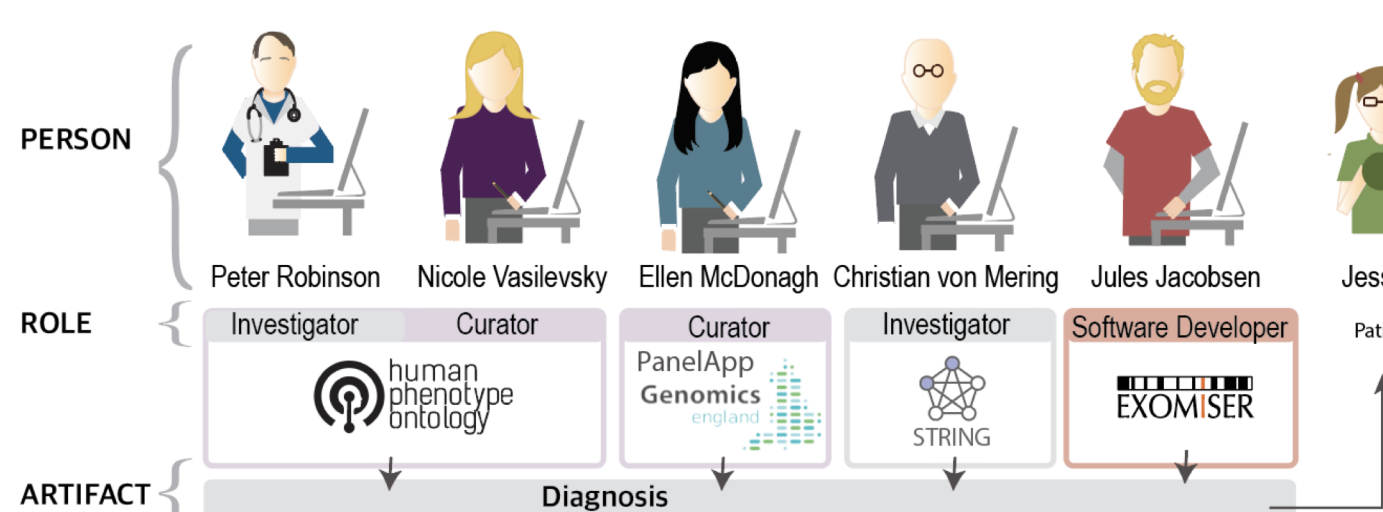 PERSON
Peter Robinson
Nicole Vasilevsky
Ellen McDonagh
Christian von Mering
Jules Jacobsen
ROLE
Investigator
Curator
Curator
Investigator
Software Developer
human
phenotype
ontology
PanelApp
Genomics
england
STRING
EXOMISER
ARTIFACT
Diagnosis